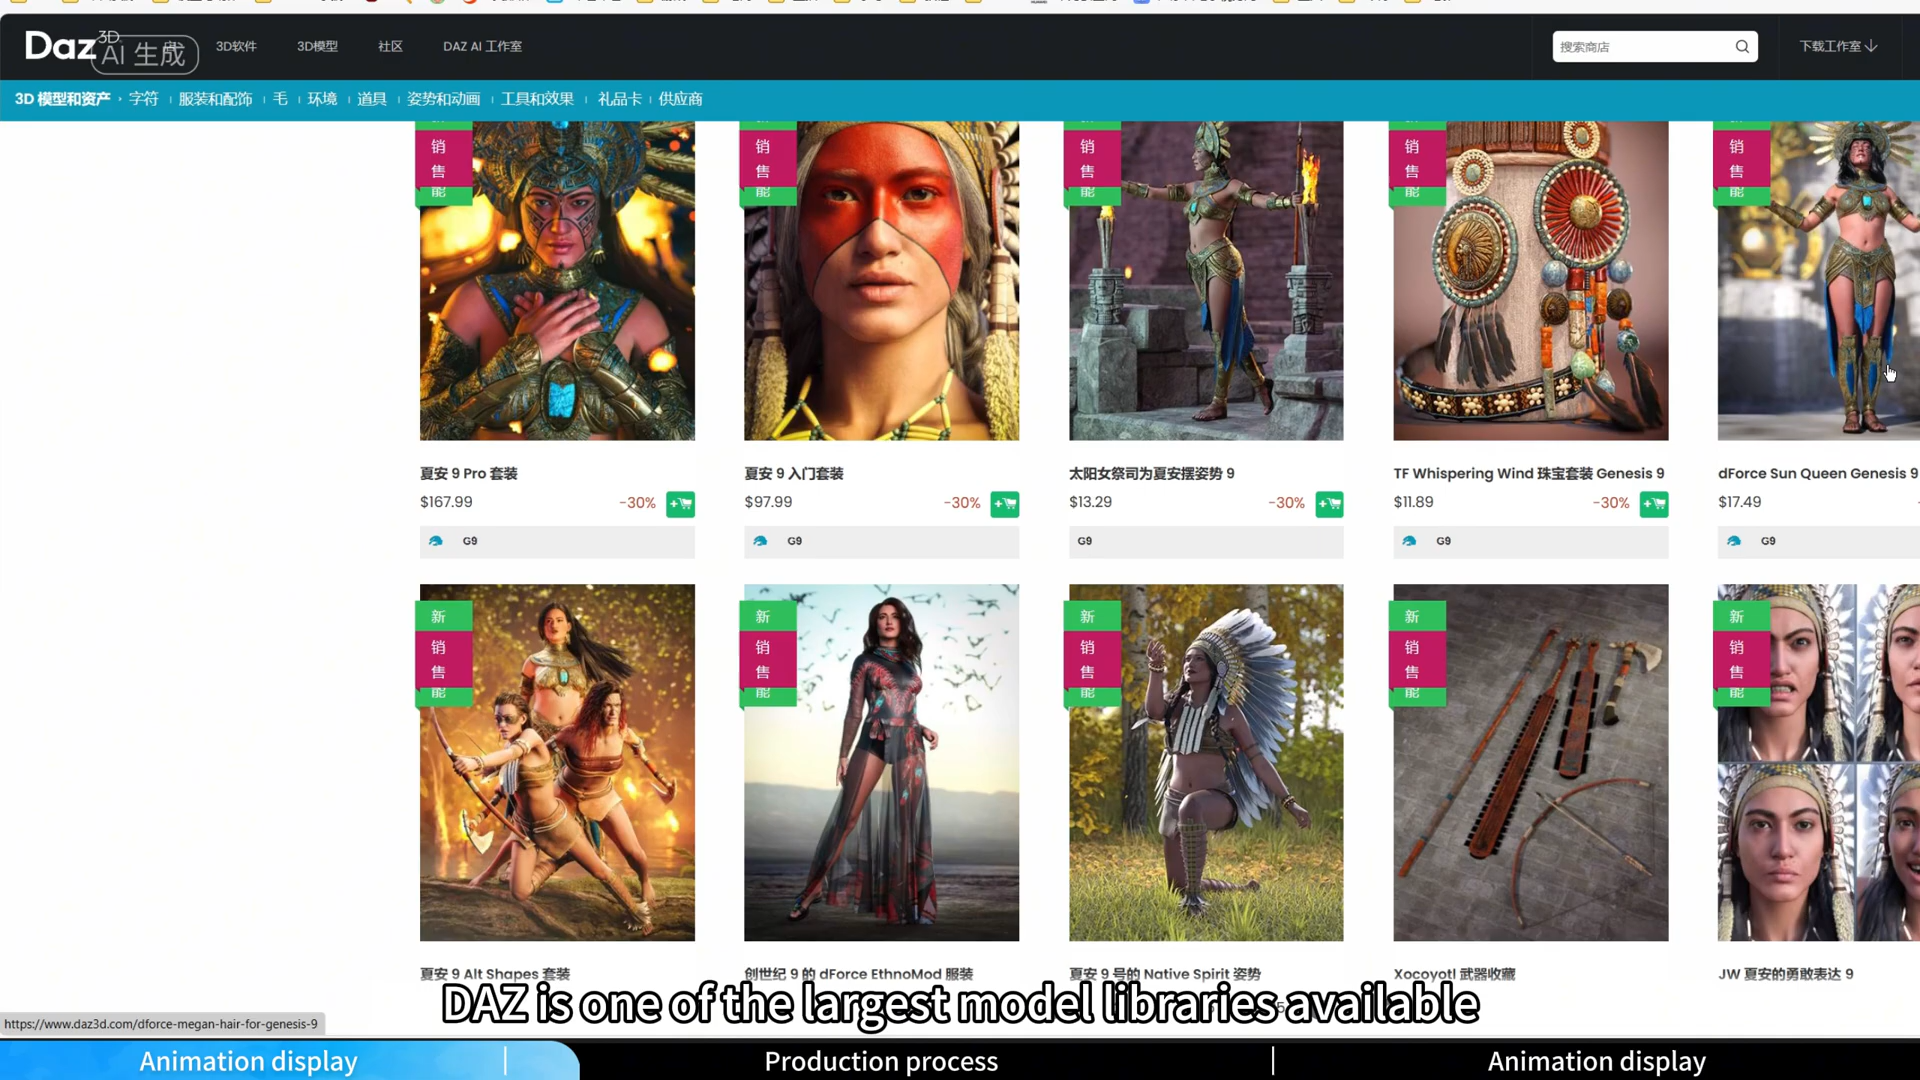 Daz 3D
AI 生成
3D软件
3D模型
社区
DAZ AI 工作室
搜索商店
下载工作室
3D 模型和资产
字符
服装和配饰
毛
环境
道具
姿势和动画
工具和效果
礼品卡
供应商
销售
能
销售
能
销售
能
销售
能
销售
能
夏安 9 Pro 套装
夏安 9 入门套装
太阳女祭司为夏安摆姿势 9
TF Whispering Wind 珠宝套装 Genesis 9
dForce Sun Queen Genesis 9
$167.99 -30%
$97.99 -30%
$13.29 -30%
$11.89 -30%
$17.49
G9
G9
G9
G9
G9
新
销售
能
新
销售
能
新
销售
能
新
销售
能
新
销售
能
夏安 9 Alt Shapes 套装
创世纪 9 的 dForce EthnoMod 服装
夏安 9 号的 Native Spirit 姿势
Xocoyotl 武器收藏
JW 夏安的勇敢表达 9
DAZ is one of the largest model libraries available
https://www.daz3d.com/dforce-megan-hair-for-genesis-9
Animation display
Production process
Animation display